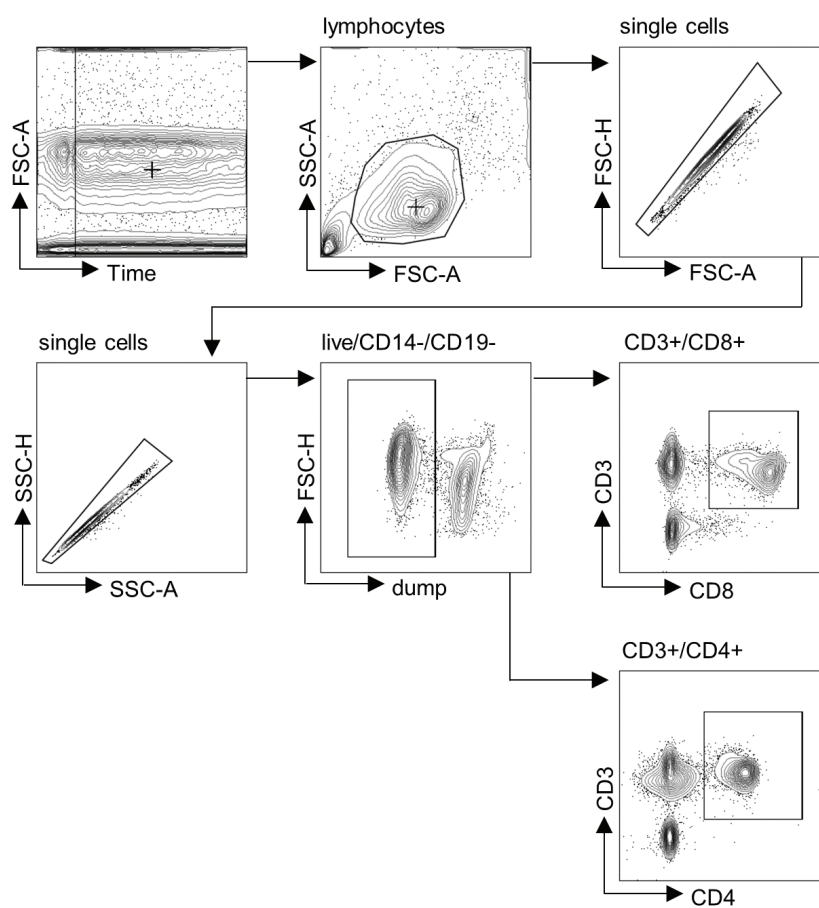 lymphocytes
single cells
FSC-A
Time
SSC-A
FSC-A
FSC-H
FSC-A
single cells
live/CD14-/CD19-
CD3+/CD8+
SSC-H
SSC-A
FSC-H
dump
CD3
CD8
CD3+/CD4+
CD3
CD4